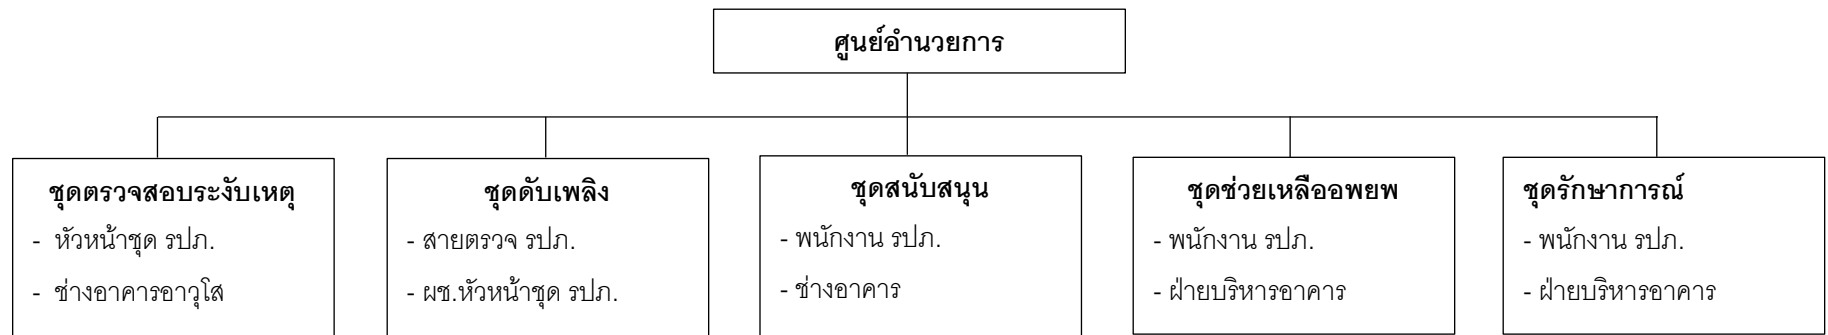 ศูนย์อำนวยการ
ชุดตรวจสอบระงับเหตุ
- หัวหน้าชุด รปภ.
- ช่างอาคารอาวุโส
ชุดดับเพลิง
- สายตรวจ รปภ.
- ผช.หัวหน้าชุด รปภ.
ชุดสนับสนุน
- พนักงาน รปภ.
- ช่างอาคาร
ชุดช่วยเหลืออพยพ
- พนักงาน รปภ.
- ฝ่ายบริหารอาคาร
ชุดรักษาการณ์
- พนักงาน รปภ.
- ฝ่ายบริหารอาคาร